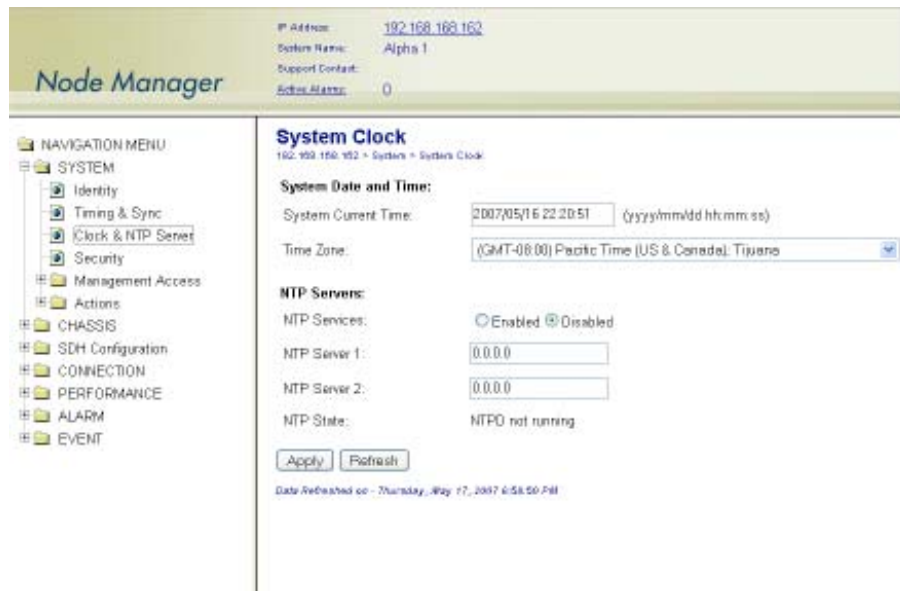 Node Manager
IP Address: 192.168.168.162
System Name: Alpha 1
Support Contact:
Active Alarms: 0
NAVIGATION MENU
SYSTEM
Identity
Timing & Sync
Clock & NTP Server
Security
Management Access
Actions
CHASSIS
SDH Configuration
CONNECTION
PERFORMANCE
ALARM
EVENT
System Clock
192.168.168.162 > System > System Clock
System Date and Time:
System Current Time: 2007/05/16 22:20:51 (yyyy/mm/dd hh:mm:ss)
Time Zone: (GMT-08:00) Pacific Time (US & Canada); Tijuana
NTP Servers:
NTP Services: Enabled Disabled
NTP Server 1: 0.0.0.0
NTP Server 2: 0.0.0.0
NTP State: NTPD not running
Apply Refresh
Data Refreshed on - Thursday, May 17, 2007 6:58:50 PM